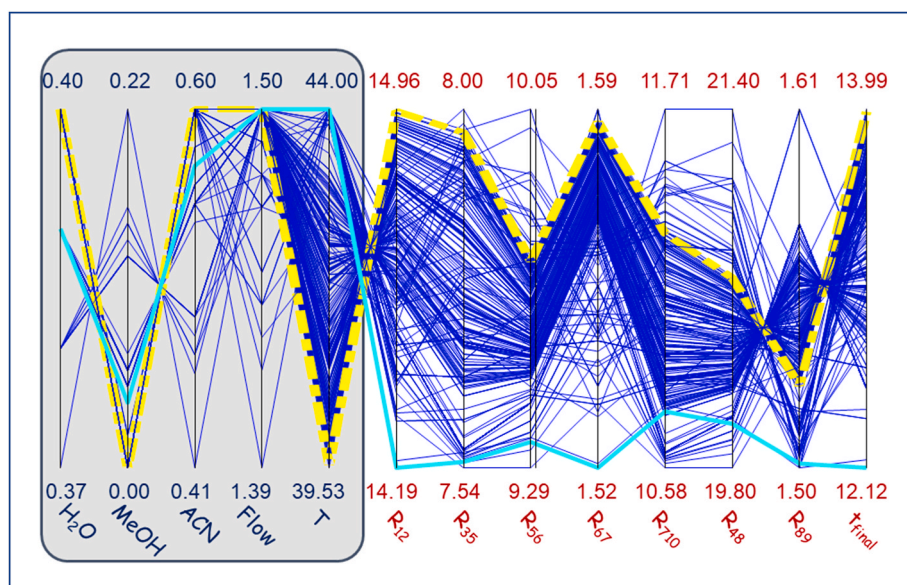 0.40 0.22 0.60 1.50 44.00 14.96 8.00 10.05 1.59 11.71 21.40 1.61 13.99
0.37 0.00 0.41 1.39 39.53 14.19 7.54 9.29 1.52 10.58 19.80 1.50 12.12
H₂O MeOH ACN Flow T R₁₂ R₃₅ R₅₆ R₆₇ R₇₁₀ R₄₈ R₈₉ t_final